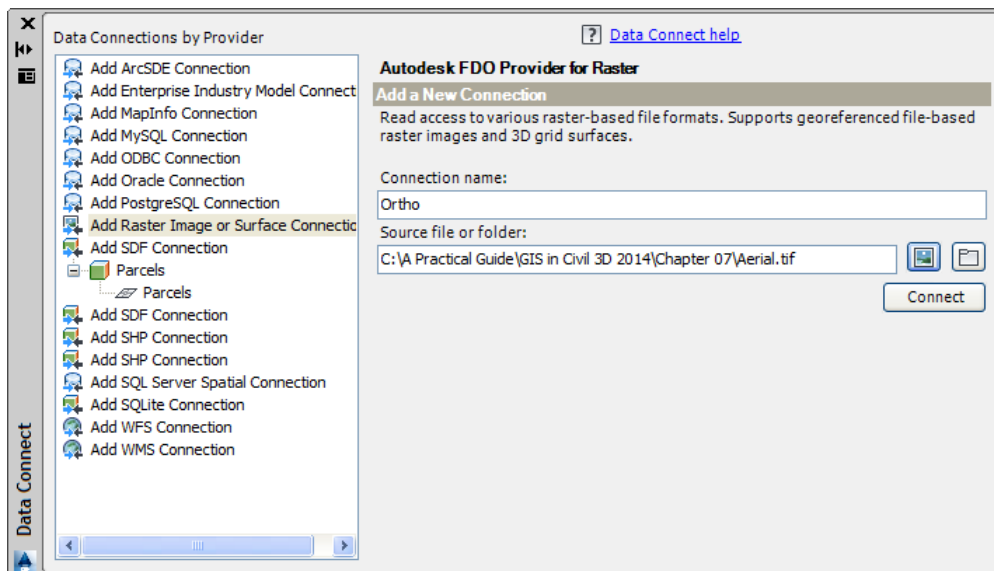 Data Connections by Provider
Add ArcSDE Connection
Add Enterprise Industry Model Connect
Add MapInfo Connection
Add MySQL Connection
Add ODBC Connection
Add Oracle Connection
Add PostgreSQL Connection
Add Raster Image or Surface Connectio
Add SDF Connection
Parcels
Parcels
Add SDF Connection
Add SHP Connection
Add SHP Connection
Add SQL Server Spatial Connection
Add SQLite Connection
Add WFS Connection
Add WMS Connection
? Data Connect help
Autodesk FDO Provider for Raster
Add a New Connection
Read access to various raster-based file formats. Supports georeferenced file-based
raster images and 3D grid surfaces.
Connection name:
Ortho
Source file or folder:
C:\A Practical Guide\GIS in Civil 3D 2014\Chapter 07\Aerial.tif
Connect
Data Connect